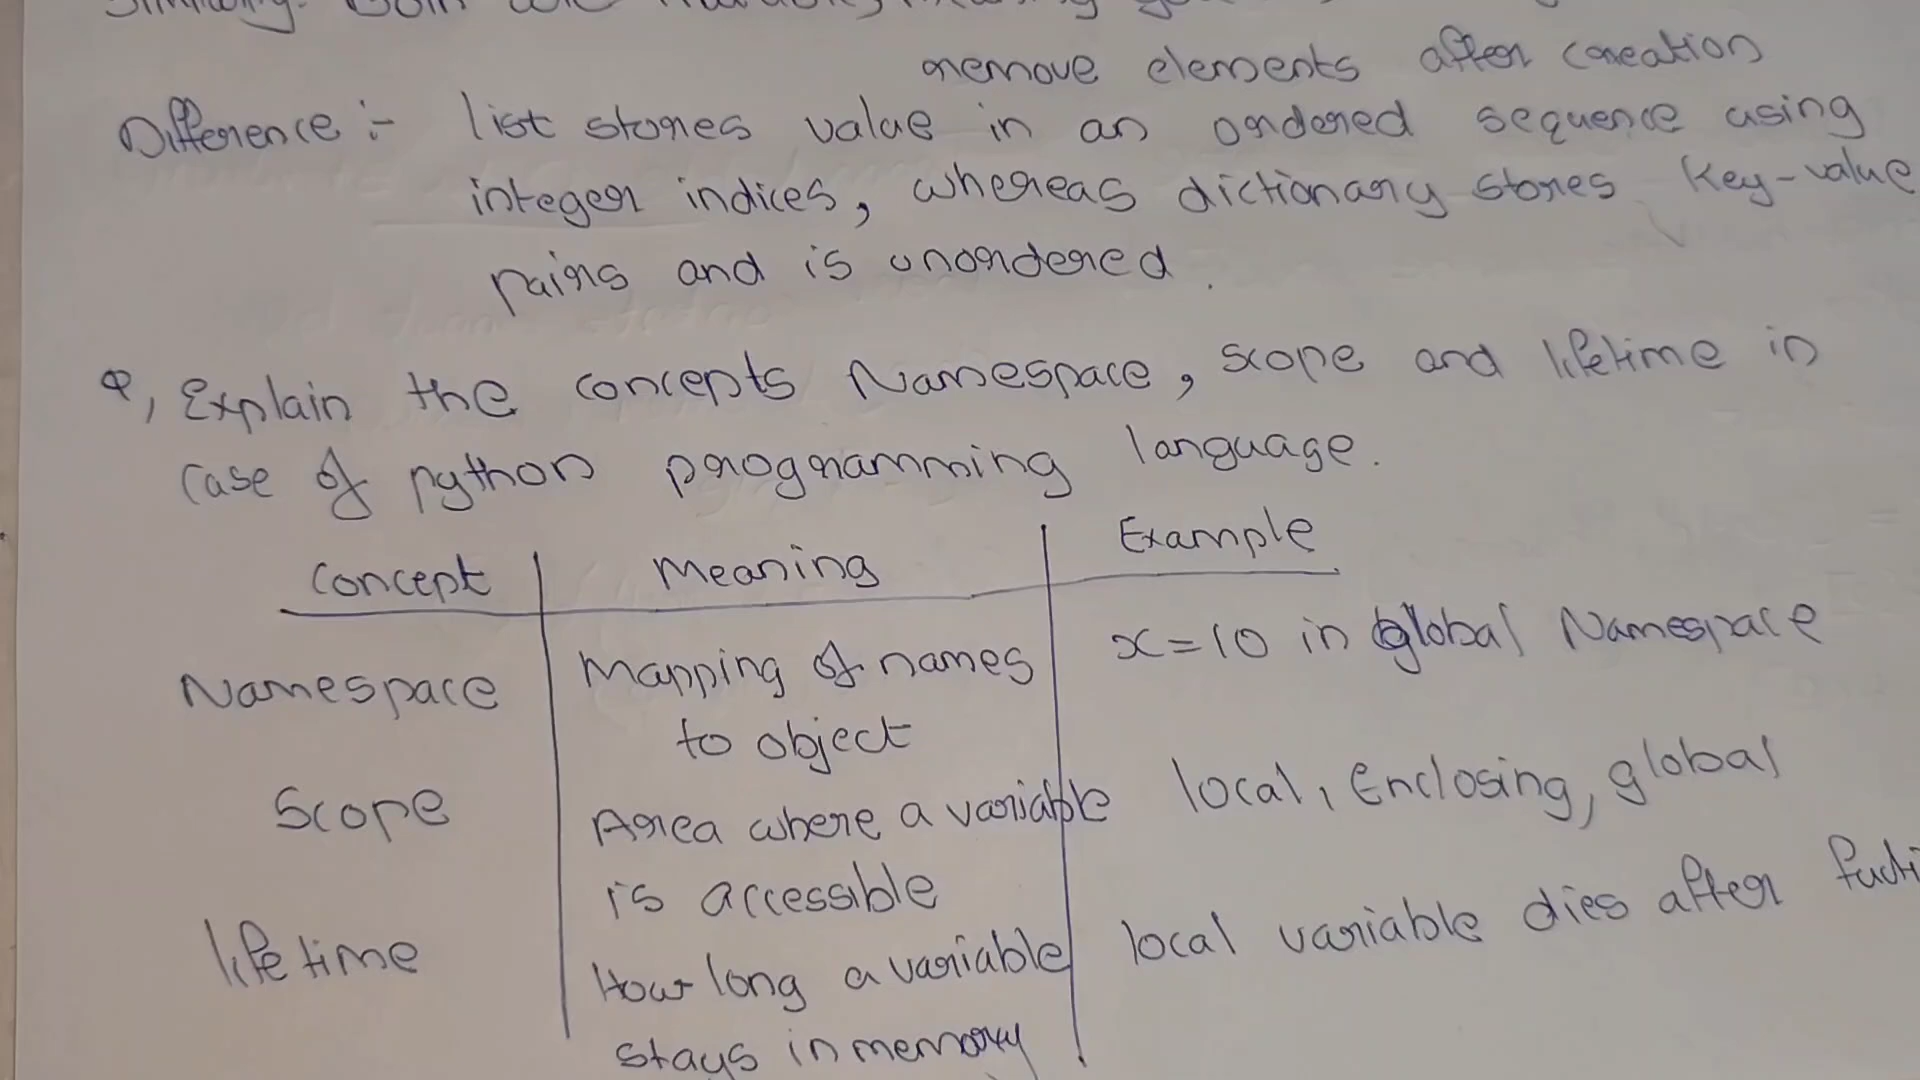 remove elements after creation
Difference :- list stores value in an ordered sequence using
integer indices, whereas dictionary stores Key-value
pairs and is unordered.
Q, Explain the concepts Namespace, scope and lifetime in
case of python programming language.
Concept Meaning Example
Namespace Mapping of names x=10 in global Namespace
to object
Scope Area where a variable local, Enclosing, global
is accessible
lifetime How long a variable local variable dies after
stays in memory